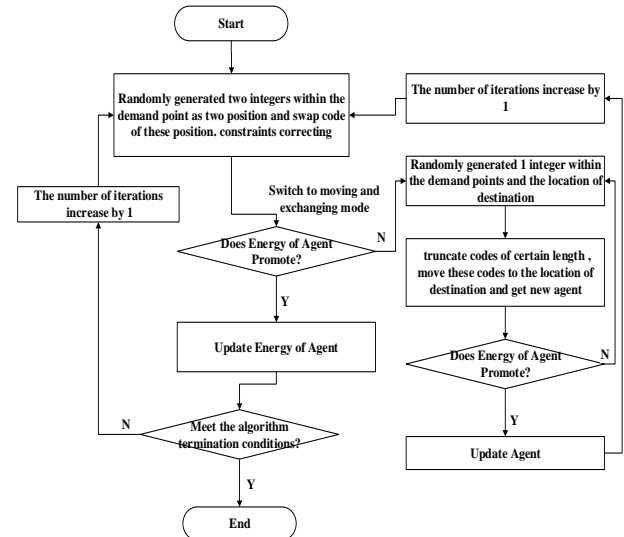 Start
Randomly generated two integers within the
demand point as two position and swap code
of these position. constraints correcting
The number of iterations increase by
1
The number of iterations
increase by 1
Switch to moving and
exchanging mode
Randomly generated 1 integer within
the demand points and the location of
destination
Does Energy of Agent
Promote?
N
truncate codes of certain length ,
move these codes to the location of
destination and get new agent
Y
Update Energy of Agent
Does Energy of Agent
Promote?
N
Y
N
Meet the algorithm
termination conditions?
Update Agent
Y
End